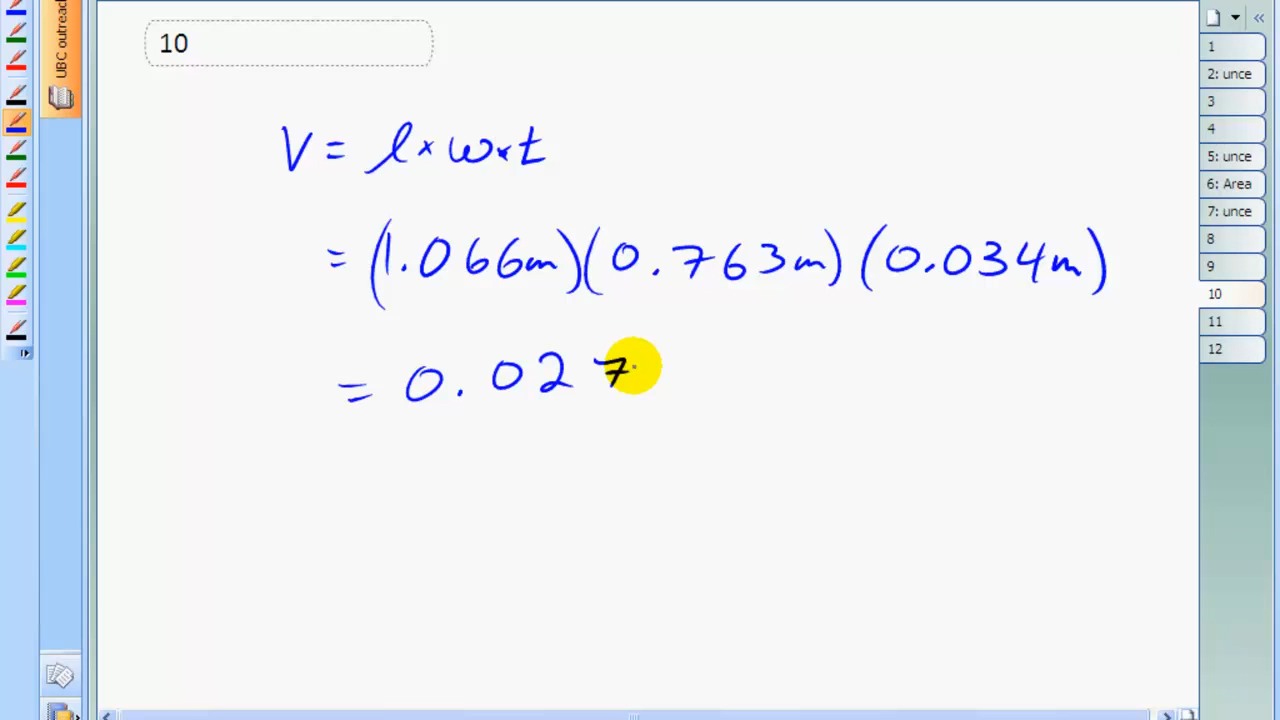 UBC outreach
10
V = l × w × t
= (1.066m)(0.763m)(0.034m)
= 0.027
1
2: unce
3
4
5: unce
6: Area
7: unce
8
9
10
11
12